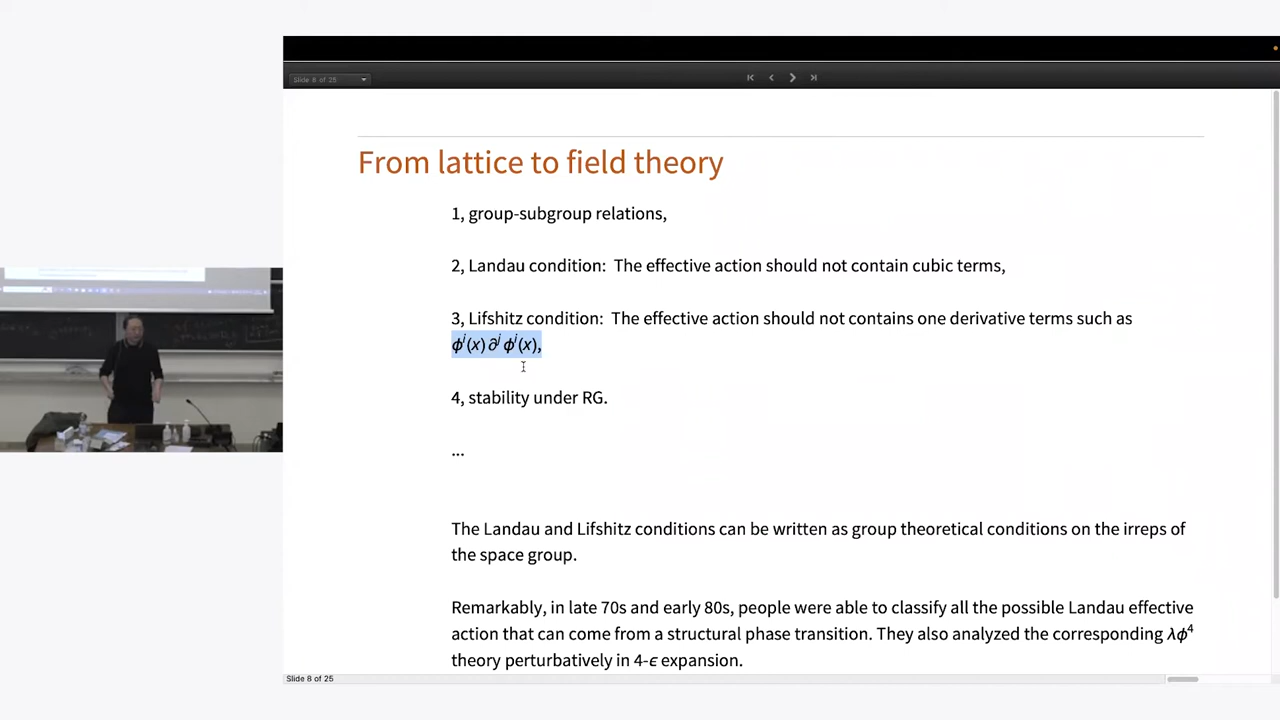 Slide 8 of 25
From lattice to field theory
1, group-subgroup relations,
2, Landau condition:  The effective action should not contain cubic terms,
3, Lifshitz condition:  The effective action should not contains one derivative terms such as
ϕⁱ(x) ∂ʲ ϕⁱ(x),
4, stability under RG.
...
The Landau and Lifshitz conditions can be written as group theoretical conditions on the irreps of
the space group.
Remarkably, in late 70s and early 80s, people were able to classify all the possible Landau effective
action that can come from a structural phase transition. They also analyzed the corresponding λϕ⁴
theory perturbatively in 4-ϵ expansion.
Slide 8 of 25